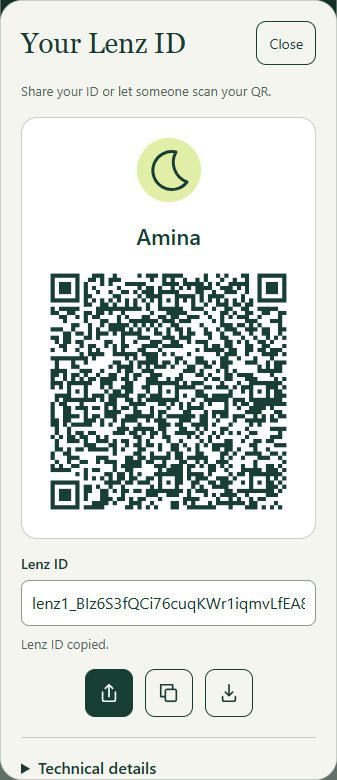 Your Lenz ID
Close
Share your ID or let someone scan your QR.
Amina
Lenz ID
lenz1_BIz6S3fQCi76cuqKWr1iqmvLfEA8
Lenz ID copied.
Technical details